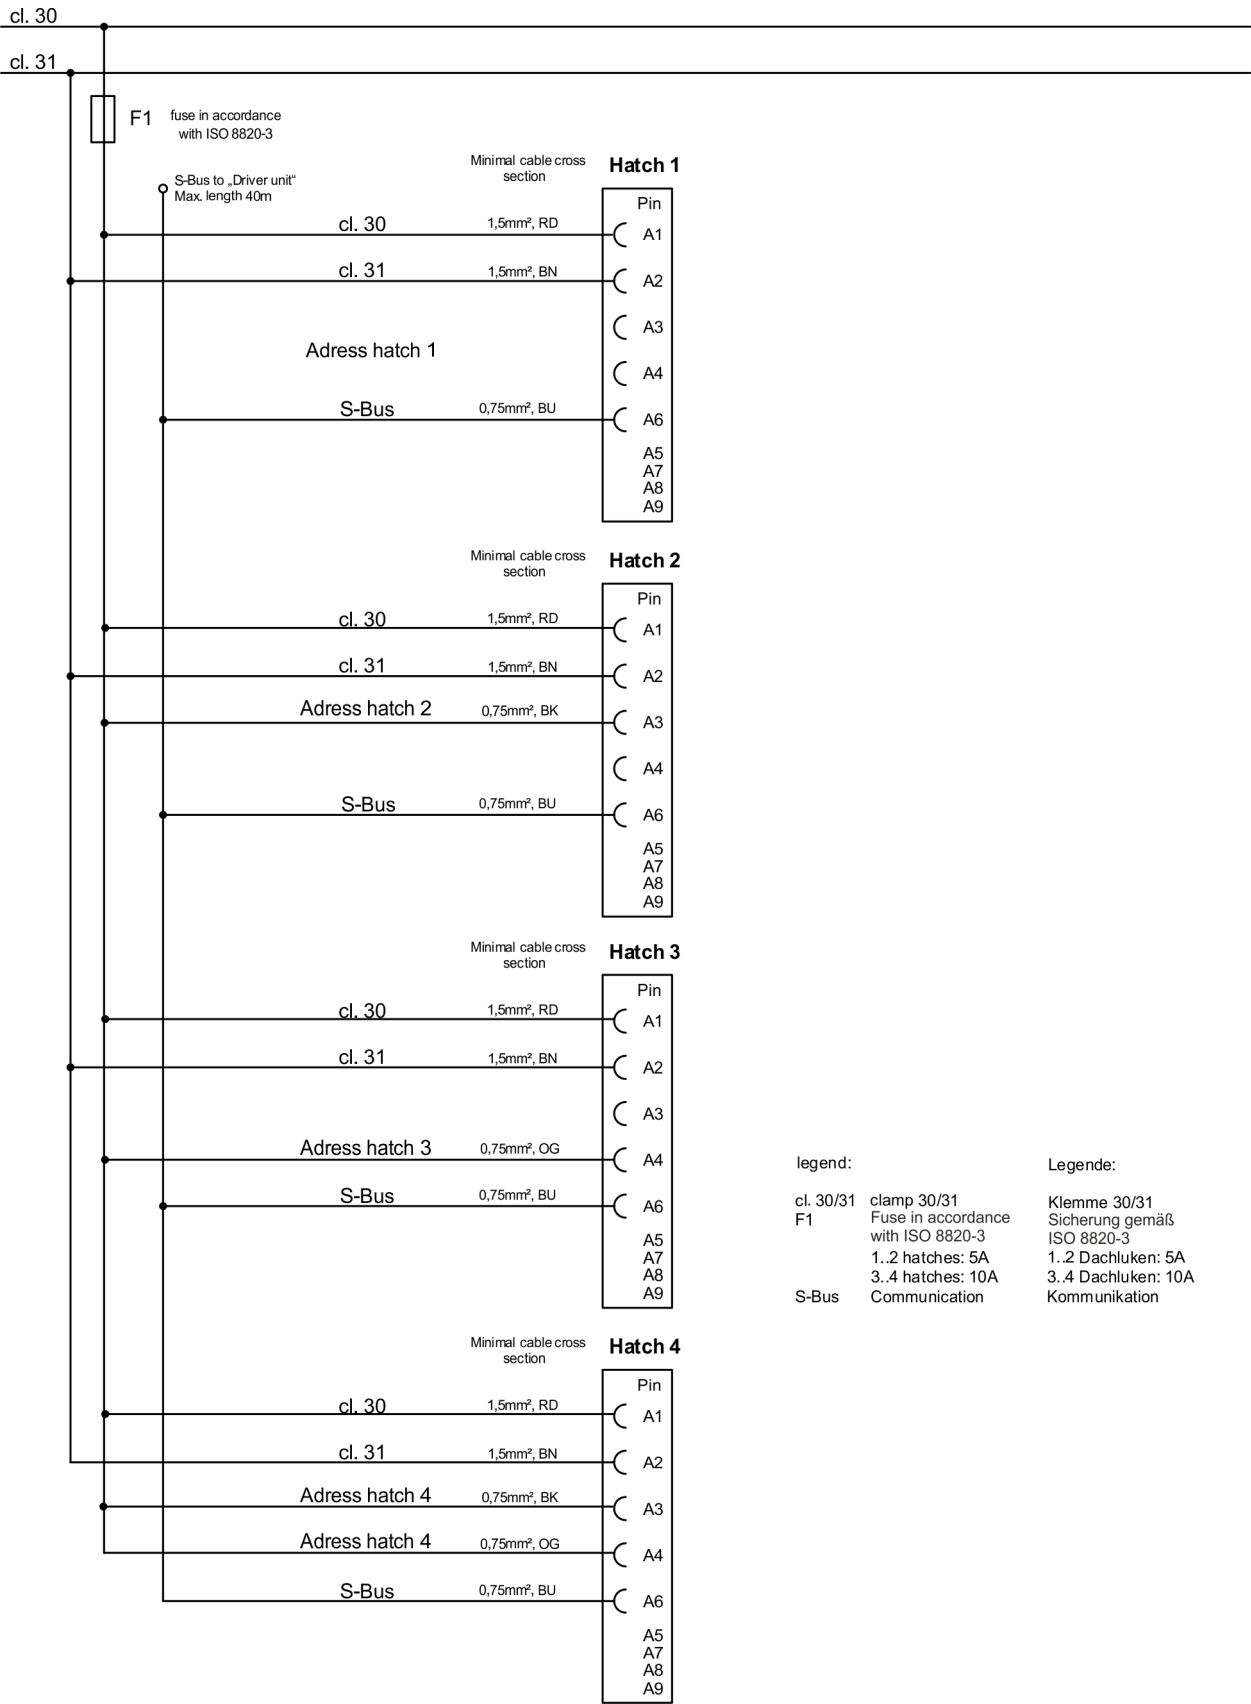 cl. 30
cl. 31
F1
fuse in accordance
with ISO 8820-3
S-Bus to „Driver unit“
Max. length 40m
Minimal cable cross
section
Hatch 1
Pin
cl. 30 1,5mm², RD A1
cl. 31 1,5mm², BN A2
A3
Adress hatch 1
A4
S-Bus 0,75mm², BU A6
A5
A7
A8
A9
Minimal cable cross
section
Hatch 2
Pin
cl. 30 1,5mm², RD A1
cl. 31 1,5mm², BN A2
Adress hatch 2 0,75mm², BK A3
A4
S-Bus 0,75mm², BU A6
A5
A7
A8
A9
Minimal cable cross
section
Hatch 3
Pin
cl. 30 1,5mm², RD A1
cl. 31 1,5mm², BN A2
A3
Adress hatch 3 0,75mm², OG A4
S-Bus 0,75mm², BU A6
A5
A7
A8
A9
Minimal cable cross
section
Hatch 4
Pin
cl. 30 1,5mm², RD A1
cl. 31 1,5mm², BN A2
Adress hatch 4 0,75mm², BK A3
Adress hatch 4 0,75mm², OG A4
S-Bus 0,75mm², BU A6
A5
A7
A8
A9
legend:
cl. 30/31 clamp 30/31
F1 Fuse in accordance
with ISO 8820-3
1..2 hatches: 5A
3..4 hatches: 10A
S-Bus Communication
Legende:
Klemme 30/31
Sicherung gemäß
ISO 8820-3
1..2 Dachluken: 5A
3..4 Dachluken: 10A
Kommunikation